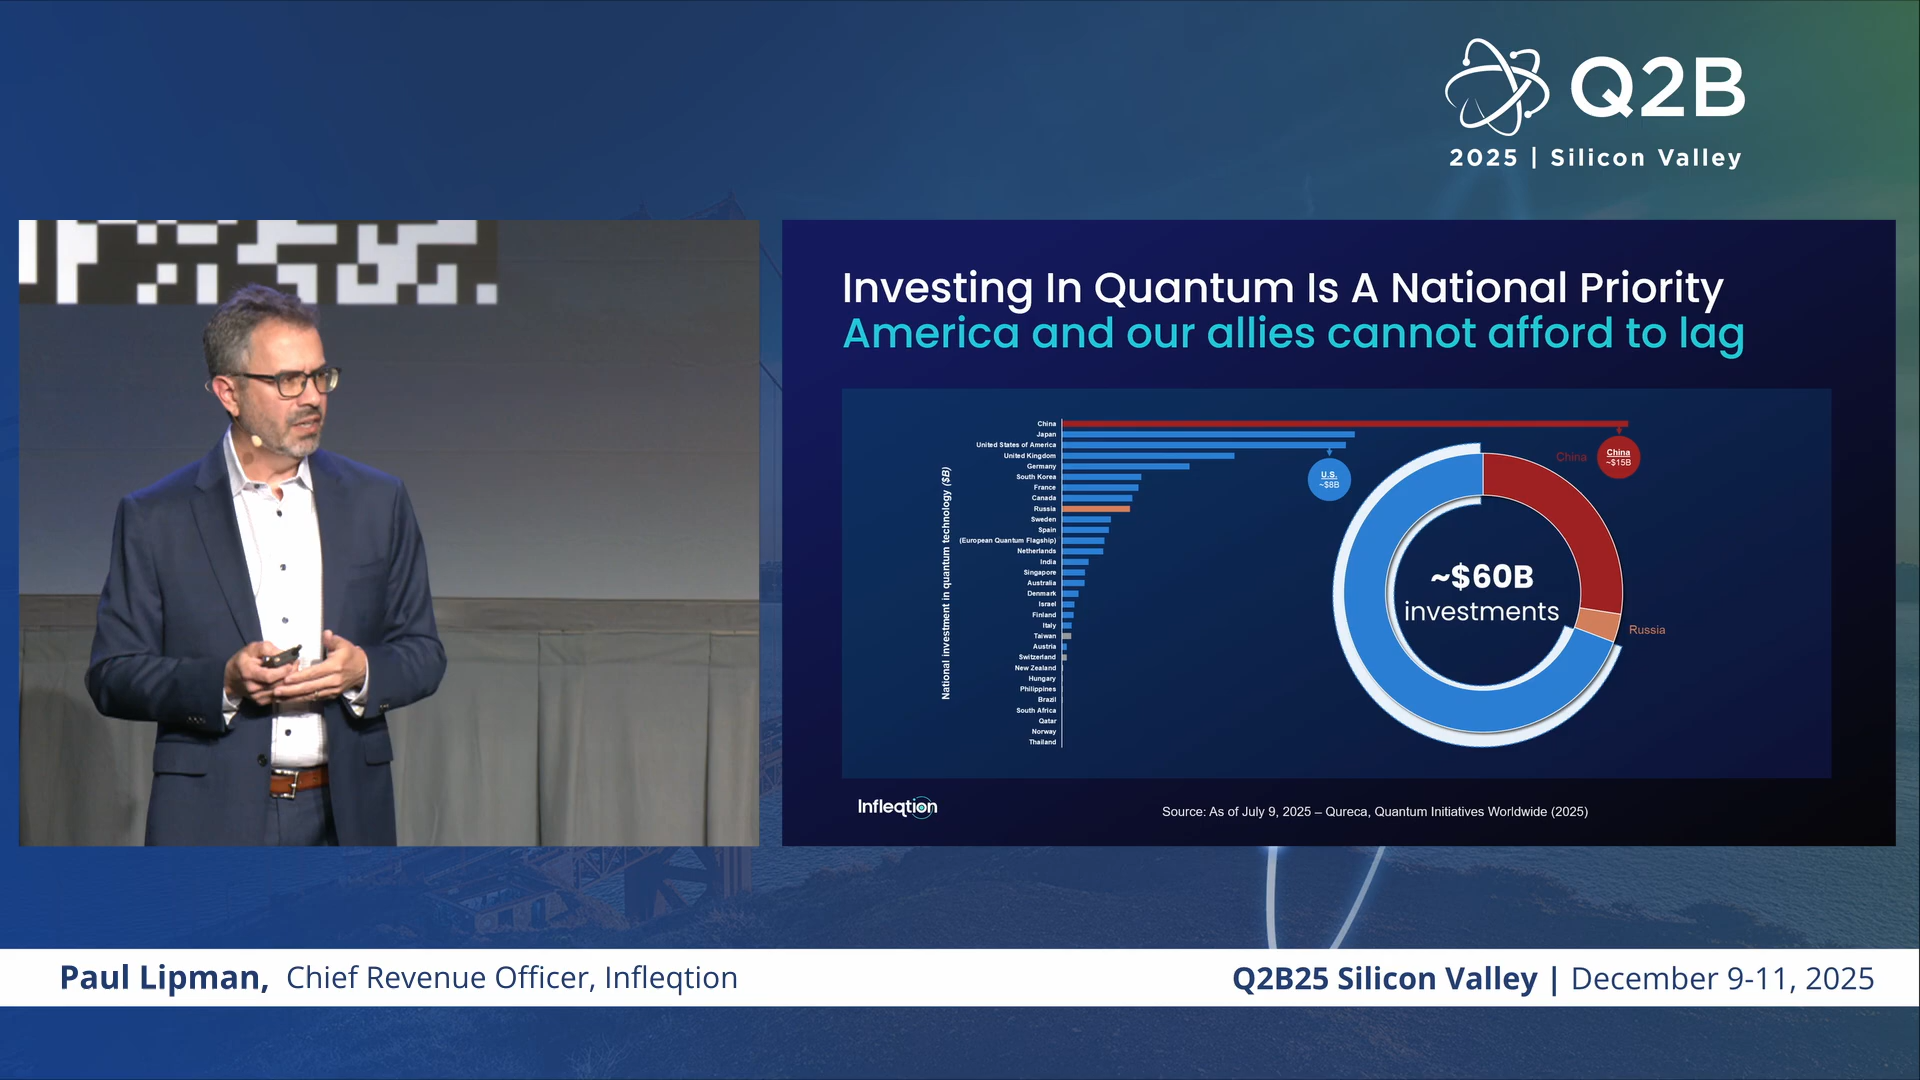 Q2B
2025 | Silicon Valley
Investing In Quantum Is A National Priority
America and our allies cannot afford to lag
National investment in quantum technology ($B)
China
Japan
United States of America
United Kingdom
Germany
South Korea
France
Canada
Russia
Sweden
Spain
(European Quantum Flagship)
Netherlands
India
Singapore
Australia
Denmark
Israel
Finland
Italy
Taiwan
Austria
Switzerland
New Zealand
Hungary
Philippines
Brazil
South Africa
Qatar
Norway
Thailand
U.S.
~$8B
China
China
~$15B
~$60B
investments
Russia
Infleqtion
Source: As of July 9, 2025 – Qureca, Quantum Initiatives Worldwide (2025)
Paul Lipman, Chief Revenue Officer, Infleqtion
Q2B25 Silicon Valley | December 9-11, 2025